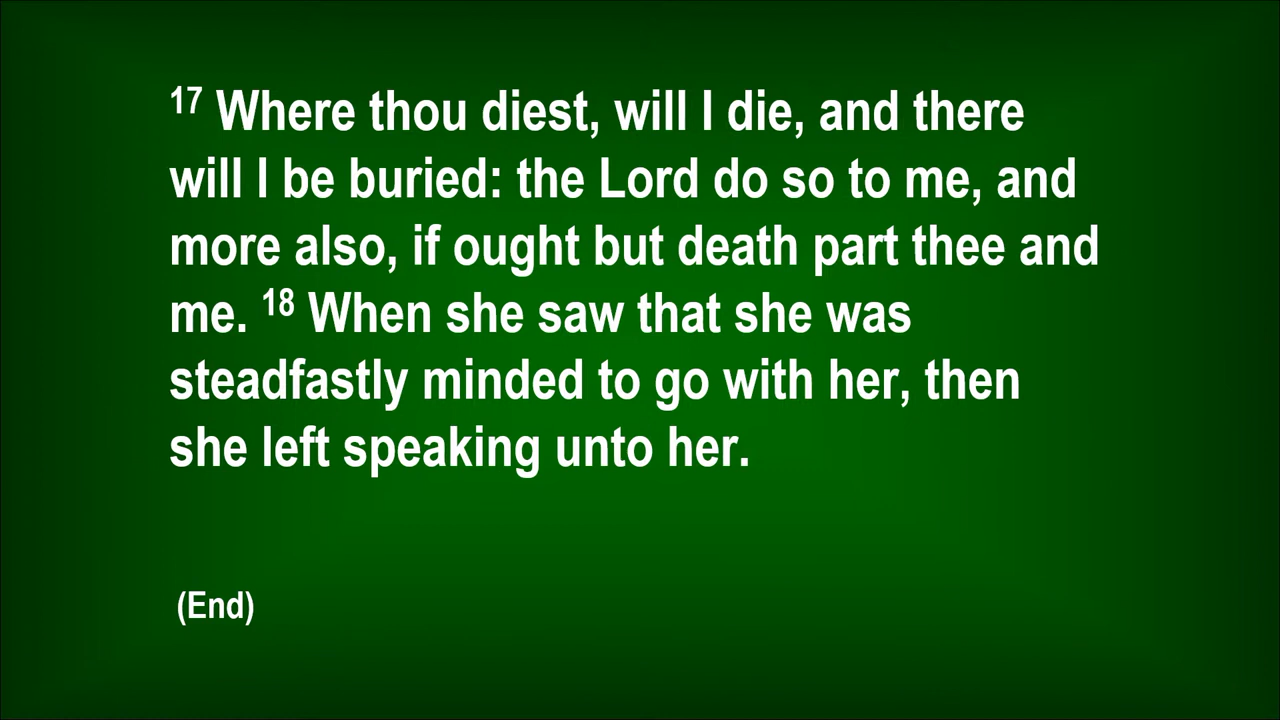 17 Where thou diest, will I die, and there
will I be buried: the Lord do so to me, and
more also, if ought but death part thee and
me. 18 When she saw that she was
steadfastly minded to go with her, then
she left speaking unto her.
(End)